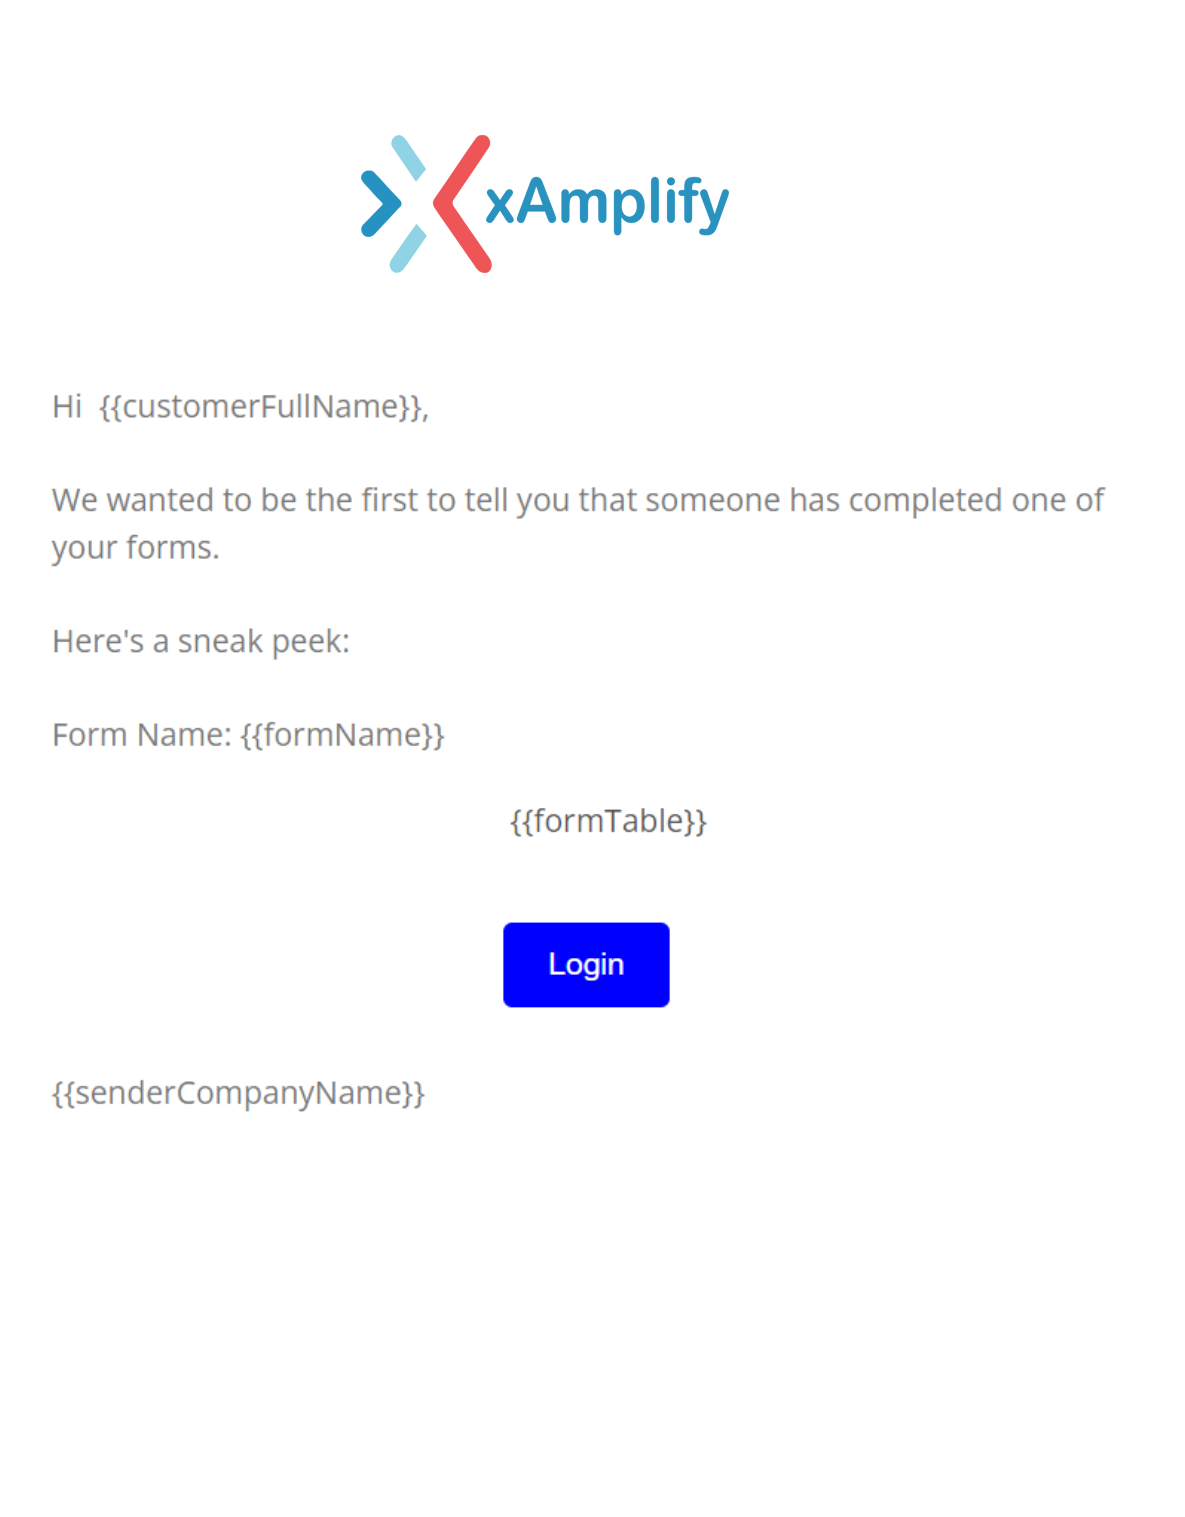 xAmplify
Hi  {{customerFullName}},
We wanted to be the first to tell you that someone has completed one of
your forms.
Here's a sneak peek:
Form Name: {{formName}}
{{formTable}}
Login
{{senderCompanyName}}